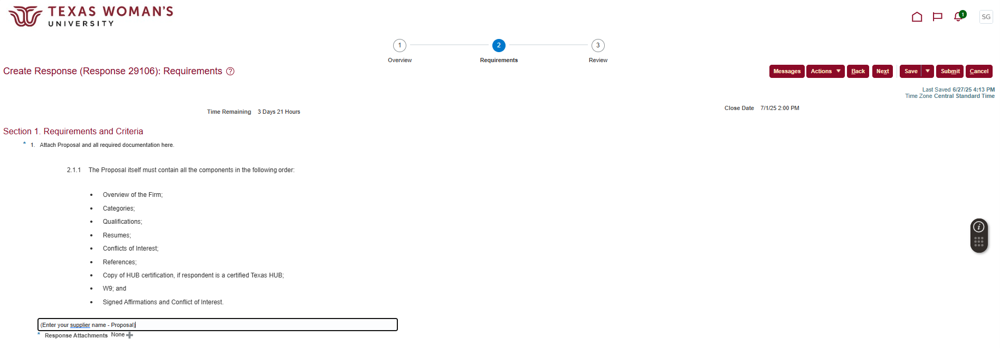 TEXAS WOMAN'S
UNIVERSITY
1
SG
1 2 3
Overview Requirements Review
Create Response (Response 29106): Requirements ?
Messages Actions Back Next Save Submit Cancel
Last Saved 6/27/25 4:13 PM
Time Zone Central Standard Time
Time Remaining 3 Days 21 Hours
Close Date 7/1/25 2:00 PM
Section 1. Requirements and Criteria
* 1. Attach Proposal and all required documentation here.
2.1.1 The Proposal itself must contain all the components in the following order:
• Overview of the Firm;
• Categories;
• Qualifications;
• Resumes;
• Conflicts of Interest;
• References;
• Copy of HUB certification, if respondent is a certified Texas HUB;
• W9; and
• Signed Affirmations and Conflict of Interest.
(Enter your supplier name - Proposal)
* Response Attachments None
i